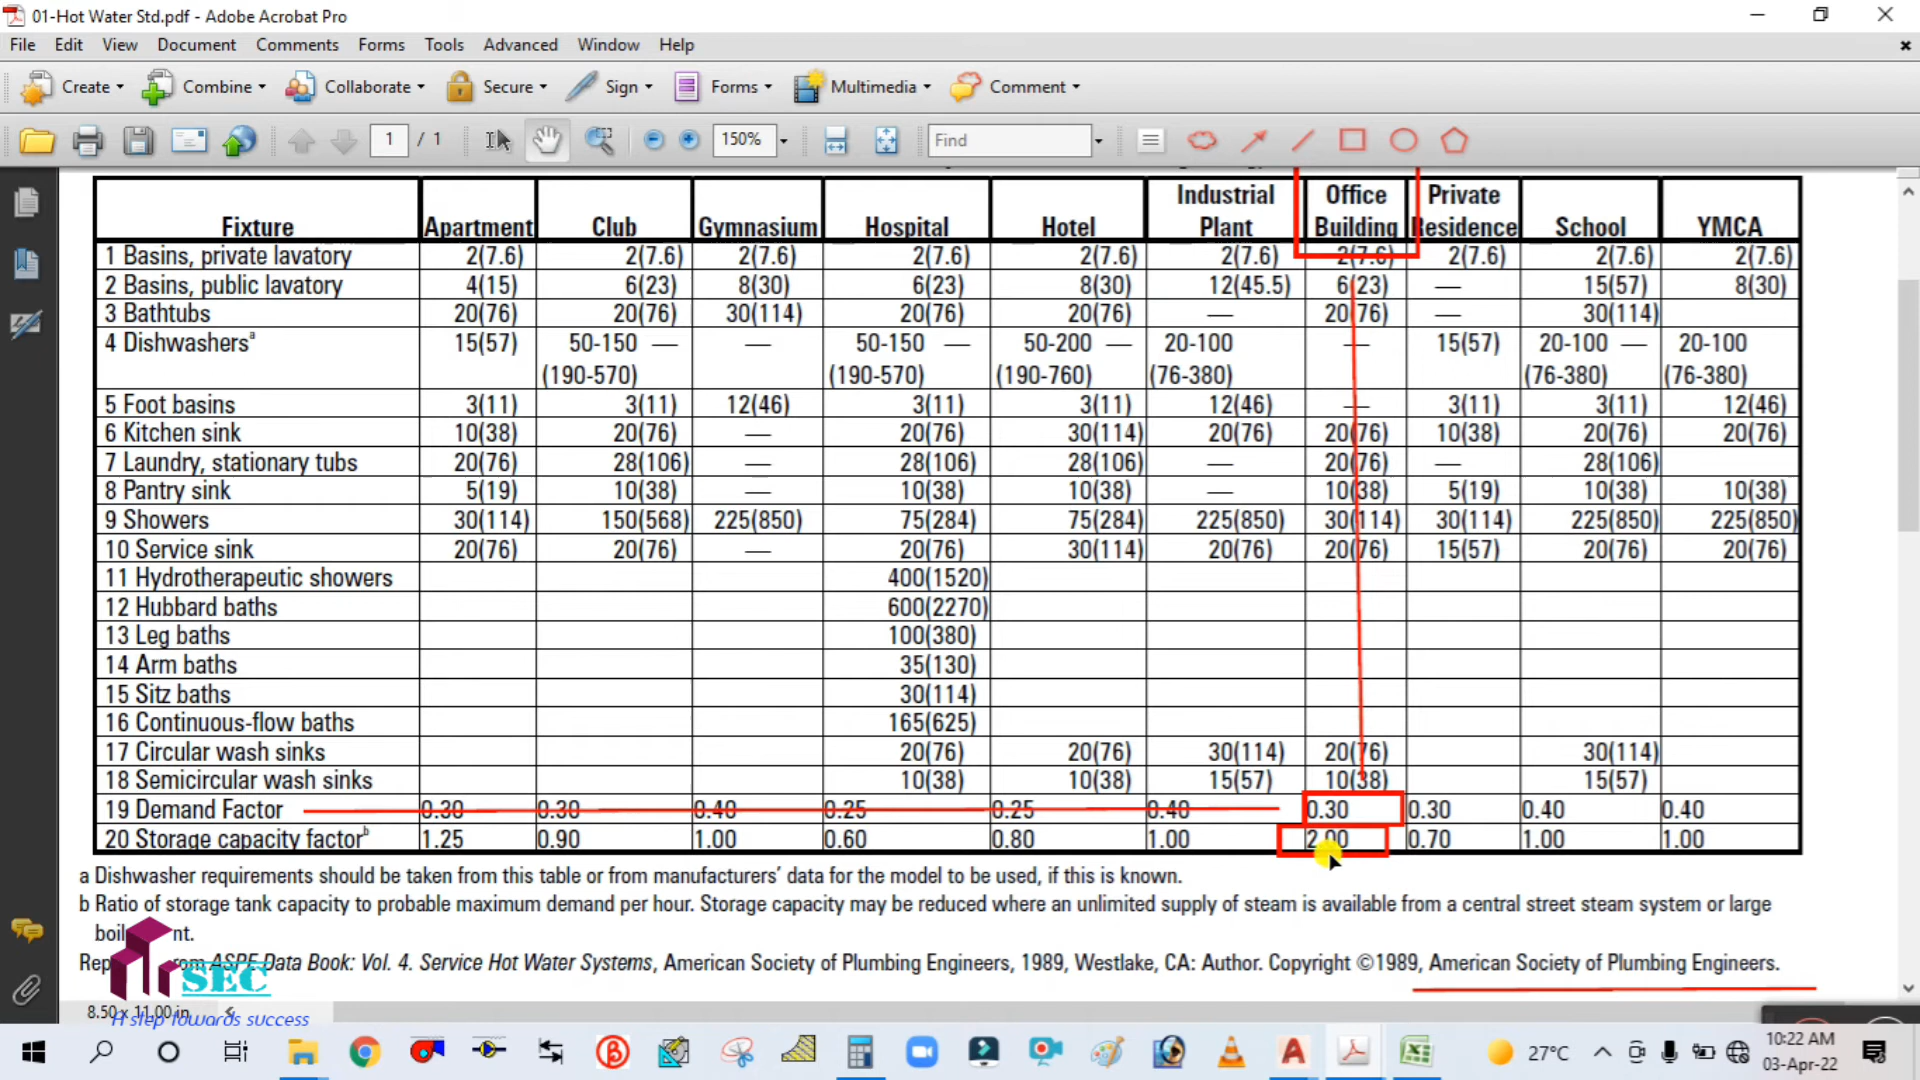 01-Hot Water Std.pdf - Adobe Acrobat Pro
File Edit View Document Comments Forms Tools Advanced Window Help
Create Combine Collaborate Secure Sign Forms Multimedia Comment
1 / 1 150% Find
Fixture Apartment Club Gymnasium Hospital Hotel Industrial Plant Office Building Private Residence School YMCA
1 Basins, private lavatory 2(7.6) 2(7.6) 2(7.6) 2(7.6) 2(7.6) 2(7.6) 2(7.6) 2(7.6) 2(7.6) 2(7.6)
2 Basins, public lavatory 4(15) 6(23) 8(30) 6(23) 8(30) 12(45.5) 6(23) — 15(57) 8(30)
3 Bathtubs 20(76) 20(76) 30(114) 20(76) 20(76) — 20(76) — 30(114)
4 Dishwashersᵃ 15(57) 50-150 — — 50-150 — 50-200 — 20-100 — 15(57) 20-100 — 20-100
(190-570) (190-570) (190-760) (76-380) (76-380) (76-380)
5 Foot basins 3(11) 3(11) 12(46) 3(11) 3(11) 12(46) — 3(11) 3(11) 12(46)
6 Kitchen sink 10(38) 20(76) — 20(76) 30(114) 20(76) 20(76) 10(38) 20(76) 20(76)
7 Laundry, stationary tubs 20(76) 28(106) — 28(106) 28(106) — 20(76) — 28(106)
8 Pantry sink 5(19) 10(38) — 10(38) 10(38) — 10(38) 5(19) 10(38) 10(38)
9 Showers 30(114) 150(568) 225(850) 75(284) 75(284) 225(850) 30(114) 30(114) 225(850) 225(850)
10 Service sink 20(76) 20(76) — 20(76) 30(114) 20(76) 20(76) 15(57) 20(76) 20(76)
11 Hydrotherapeutic showers 400(1520)
12 Hubbard baths 600(2270)
13 Leg baths 100(380)
14 Arm baths 35(130)
15 Sitz baths 30(114)
16 Continuous-flow baths 165(625)
17 Circular wash sinks 20(76) 20(76) 30(114) 20(76) 30(114)
18 Semicircular wash sinks 10(38) 10(38) 15(57) 10(38) 15(57)
19 Demand Factor 0.30 0.30 0.40 0.25 0.25 0.40 0.30 0.30 0.40 0.40
20 Storage capacity factorᵇ 1.25 0.90 1.00 0.60 0.80 1.00 2.00 0.70 1.00 1.00
a Dishwasher requirements should be taken from this table or from manufacturers' data for the model to be used, if this is known.
b Ratio of storage tank capacity to probable maximum demand per hour. Storage capacity may be reduced where an unlimited supply of steam is available from a central street steam system or large
ASPE Data Book: Vol. 4. Service Hot Water Systems, American Society of Plumbing Engineers, 1989, Westlake, CA: Author. Copyright ©1989, American Society of Plumbing Engineers.
SEC
A step towards success
8.50 x 11.00 in
27°C 10:22 AM
03-Apr-22